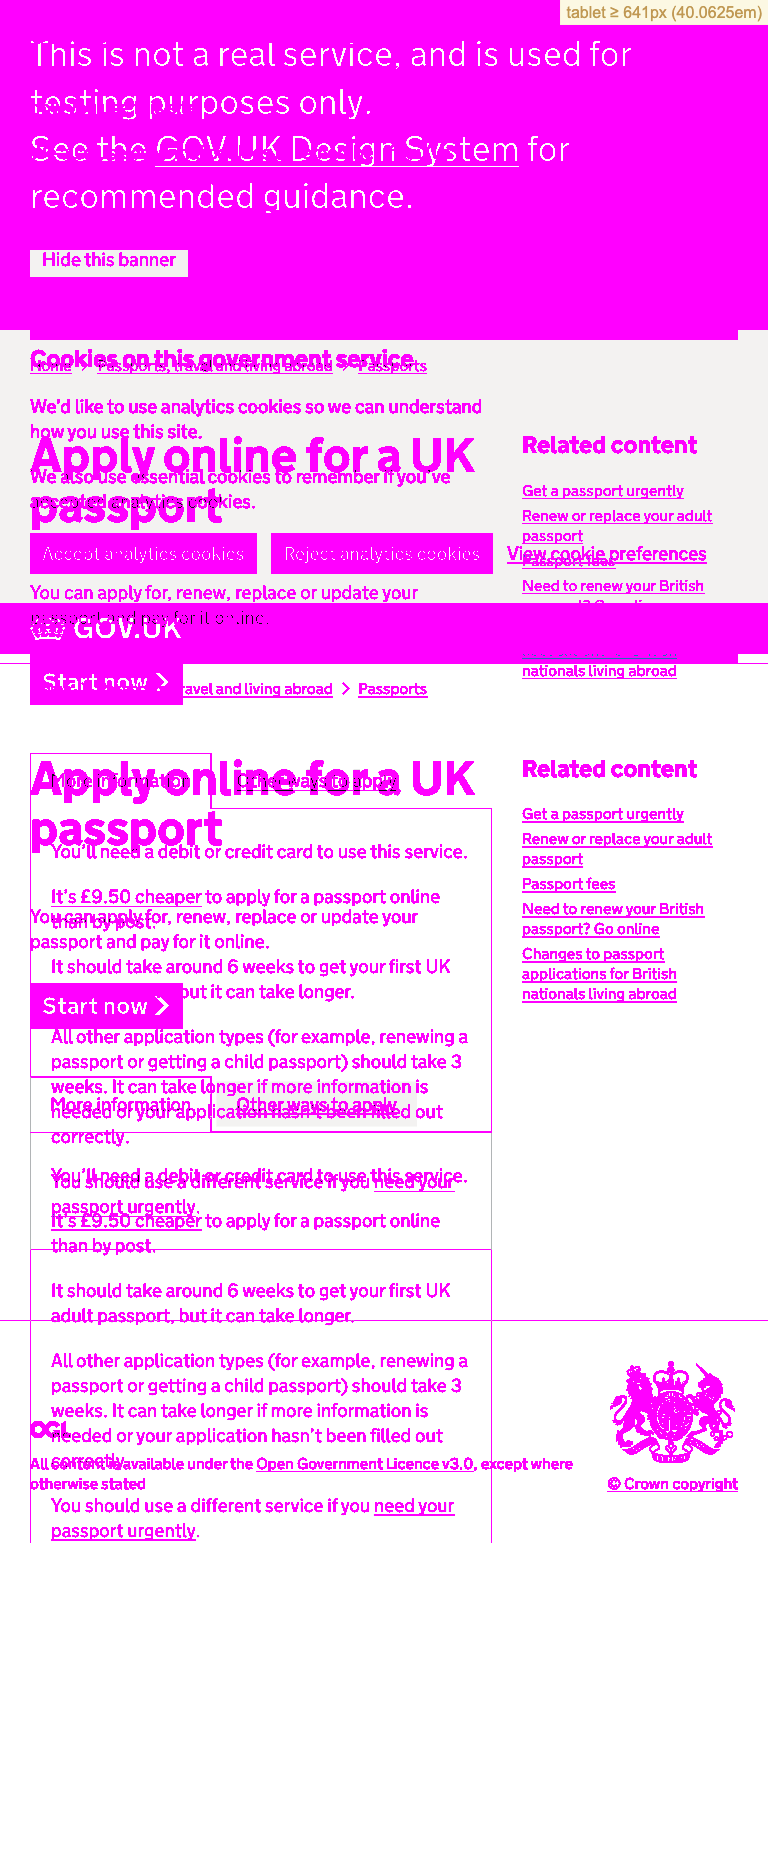 tablet ≥ 641px (40.0625em)
This is not a real service, and is used for
testing purposes only.
See the GOV.UK Design System for
recommended guidance.
Hide this banner
Cookies on this government service
Home Passports, travel and living abroad Passports
We'd like to use analytics cookies so we can understand
how you use this site.
Apply online for a UK
passport
Related content
We also use essential cookies to remember if you've
accepted analytics cookies.
Get a passport urgently
Renew or replace your adult
passport
Accept analytics cookies
Reject analytics cookies
View cookie preferences
Passport fees
Need to renew your British
You can apply for, renew, replace or update your
passport and pay for it online.
GOV.UK
nationals living abroad
Start now
travel and living abroad Passports
More information
Other ways to apply
Apply online for a UK
passport
Related content
Get a passport urgently
Renew or replace your adult
passport
Passport fees
Need to renew your British
passport? Go online
Changes to passport
applications for British
nationals living abroad
You'll need a debit or credit card to use this service.
It's £9.50 cheaper to apply for a passport online
than by post.
You can apply for, renew, replace or update your
passport and pay for it online.
It should take around 6 weeks to get your first UK
but it can take longer.
Start now
All other application types (for example, renewing a
passport or getting a child passport) should take 3
weeks. It can take longer if more information is
needed or your application hasn't been filled out
correctly.
More information
Other ways to apply
You'll need a debit or credit card to use this service.
You should use a different service if you need your
passport urgently.
It's £9.50 cheaper to apply for a passport online
than by post.
It should take around 6 weeks to get your first UK
adult passport, but it can take longer.
All other application types (for example, renewing a
passport or getting a child passport) should take 3
weeks. It can take longer if more information is
needed or your application hasn't been filled out
correctly.
OGL
All content is available under the Open Government Licence v3.0, except where
otherwise stated
© Crown copyright
You should use a different service if you need your
passport urgently.